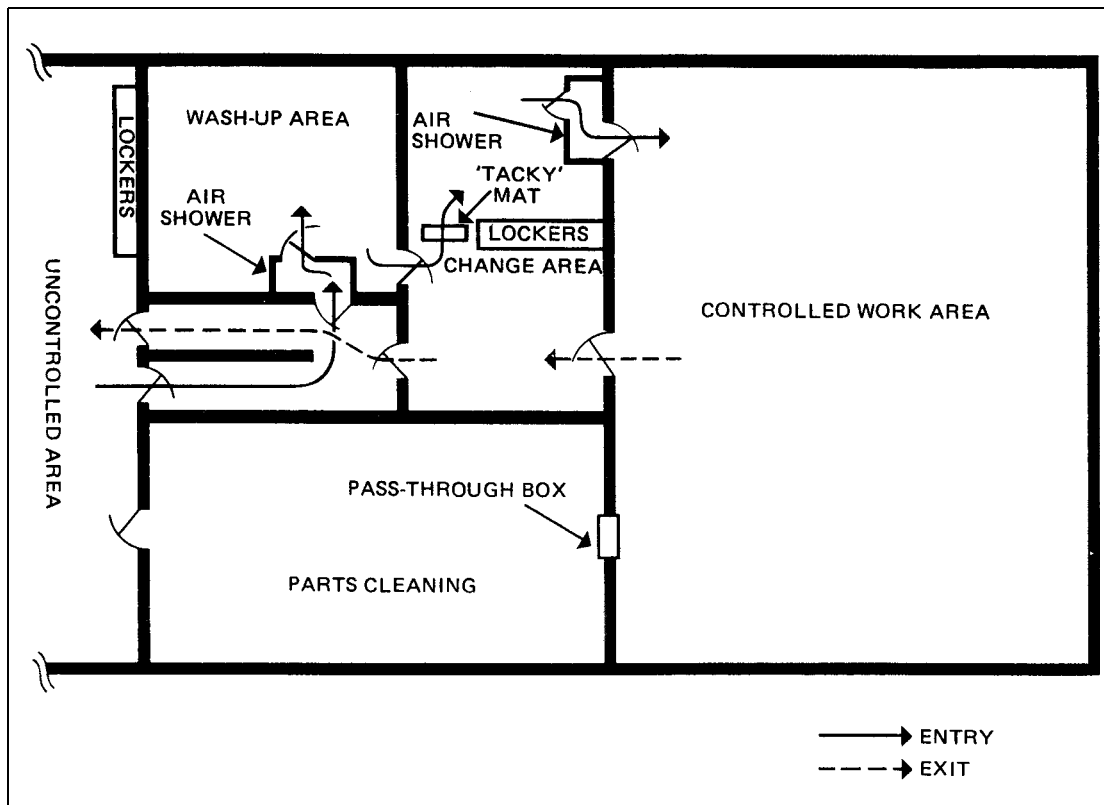 LOCKERS
WASH-UP AREA
AIR
SHOWER
AIR
SHOWER
'TACKY'
MAT
LOCKERS
CHANGE AREA
UNCONTROLLED AREA
CONTROLLED WORK AREA
PASS-THROUGH BOX
PARTS CLEANING
ENTRY
EXIT